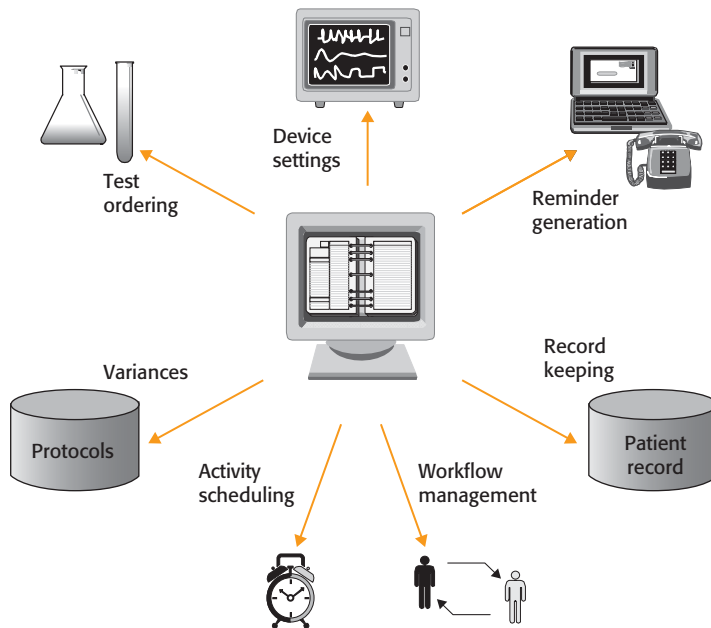 Device
settings
Test
ordering
Reminder
generation
Variances
Record
keeping
Protocols
Patient
record
Activity
scheduling
Workflow
management